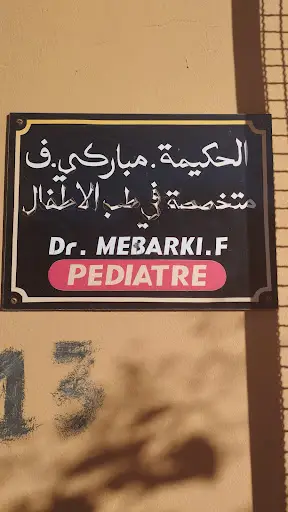 الحكيمة.مباركي.ف
متخصصة في طب الاطفال
Dr. MEBARKI.F
PEDIATRE
13